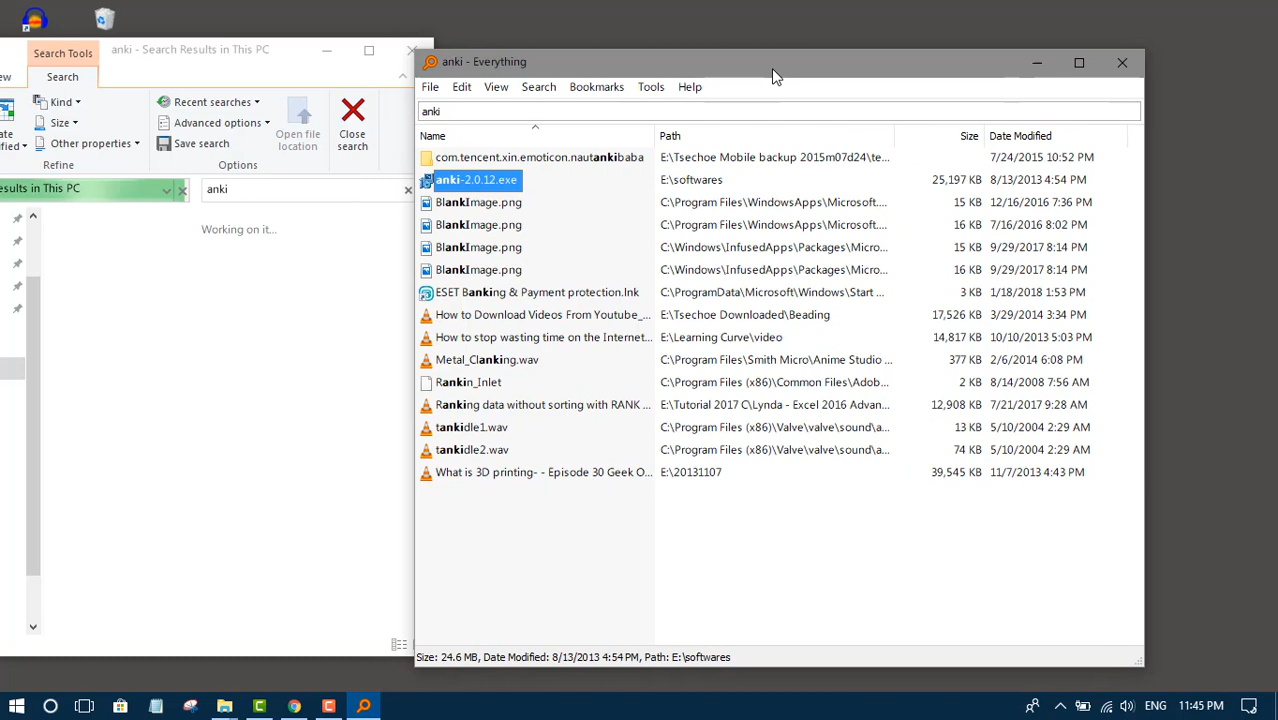 Search Tools
anki - Search Results in This PC
Search
Kind
Size
Other properties
Refine
Recent searches
Advanced options
Save search
Options
Open file
location
Close
search
esults in This PC
anki
Working on it...
anki - Everything
File Edit View Search Bookmarks Tools Help
anki
Name Path Size Date Modified
com.tencent.xin.emoticon.nautankibaba E:\Tsechoe Mobile backup 2015m07d24\te... 7/24/2015 10:52 PM
anki-2.0.12.exe E:\softwares 25,197 KB 8/13/2013 4:54 PM
BlankImage.png C:\Program Files\WindowsApps\Microsoft.... 15 KB 12/16/2016 7:36 PM
BlankImage.png C:\Program Files\WindowsApps\Microsoft.... 16 KB 7/16/2016 8:02 PM
BlankImage.png C:\Windows\InfusedApps\Packages\Micro... 15 KB 9/29/2017 8:14 PM
BlankImage.png C:\Windows\InfusedApps\Packages\Micro... 16 KB 9/29/2017 8:14 PM
ESET Banking & Payment protection.lnk C:\ProgramData\Microsoft\Windows\Start ... 3 KB 1/18/2018 1:53 PM
How to Download Videos From Youtube_... E:\Tsechoe Downloaded\Beading 17,526 KB 3/29/2014 3:34 PM
How to stop wasting time on the Internet... E:\Learning Curve\video 14,817 KB 10/10/2013 5:03 PM
Metal_Clanking.wav C:\Program Files\Smith Micro\Anime Studio ... 377 KB 2/6/2014 6:08 PM
Rankin_Inlet C:\Program Files (x86)\Common Files\Adob... 2 KB 8/14/2008 7:56 AM
Ranking data without sorting with RANK ... E:\Tutorial 2017 C\Lynda - Excel 2016 Advan... 12,908 KB 7/21/2017 9:28 AM
tankidle1.wav C:\Program Files (x86)\Valve\valve\sound\a... 13 KB 5/10/2004 2:29 AM
tankidle2.wav C:\Program Files (x86)\Valve\valve\sound\a... 74 KB 5/10/2004 2:29 AM
What is 3D printing- - Episode 30 Geek O... E:\20131107 39,545 KB 11/7/2013 4:43 PM
Size: 24.6 MB, Date Modified: 8/13/2013 4:54 PM, Path: E:\softwares
ENG 11:45 PM